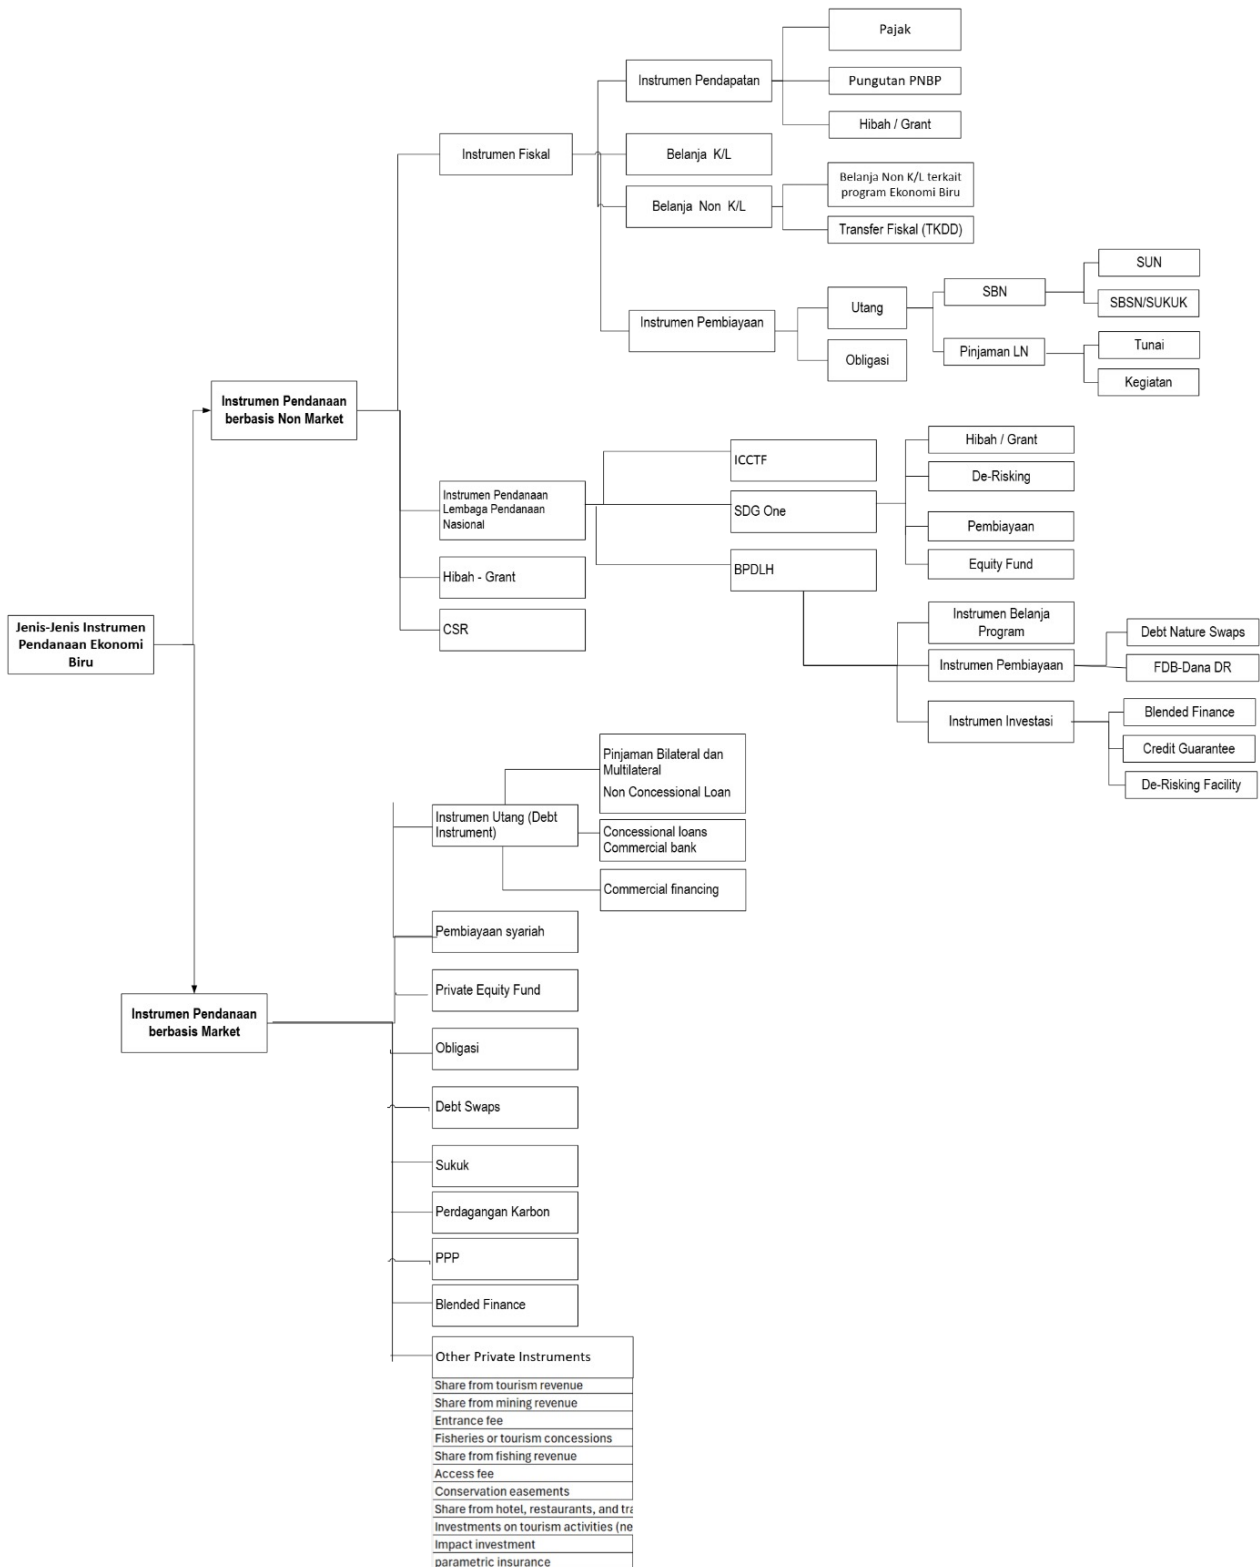 Pajak
Instrumen Pendapatan
Pungutan PNBP
Hibah / Grant
Instrumen Fiskal
Belanja K/L
Belanja Non K/L terkait
program Ekonomi Biru
Belanja Non K/L
Transfer Fiskal (TKDD)
SUN
SBN
SBSN/SUKUK
Utang
Instrumen Pembiayaan
Tunai
Pinjaman LN
Obligasi
Kegiatan
Instrumen Pendanaan
berbasis Non Market
Hibah / Grant
ICCTF
De-Risking
Instrumen Pendanaan
Lembaga Pendanaan
Nasional
SDG One
Pembiayaan
Equity Fund
BPDLH
Hibah - Grant
CSR
Instrumen Belanja
Program
Debt Nature Swaps
Instrumen Pembiayaan
FDB-Dana DR
Instrumen Investasi
Blended Finance
Credit Guarantee
De-Risking Facility
Jenis-Jenis Instrumen
Pendanaan Ekonomi
Biru
Pinjaman Bilateral dan
Multilateral
Non Concessional Loan
Instrumen Utang (Debt
Instrument)
Concessional loans
Commercial bank
Commercial financing
Pembiayaan syariah
Private Equity Fund
Instrumen Pendanaan
berbasis Market
Obligasi
Debt Swaps
Sukuk
Perdagangan Karbon
PPP
Blended Finance
Other Private Instruments
Share from tourism revenue
Share from mining revenue
Entrance fee
Fisheries or tourism concessions
Share from fishing revenue
Access fee
Conservation easements
Share from hotel, restaurants, and
Investments on tourism activities
Impact investment
parametric insurance